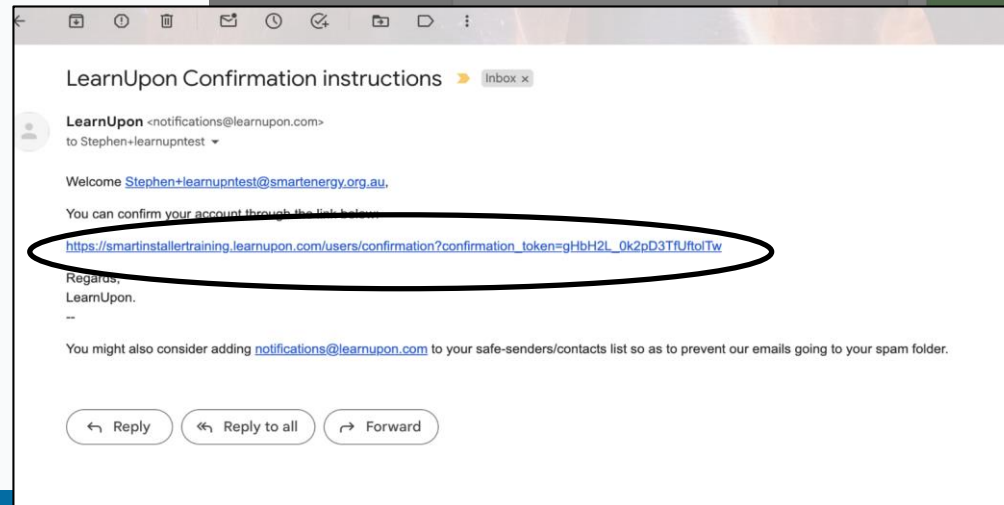 LearnUpon Confirmation instructions
Inbox x
LearnUpon <notifications@learnupon.com>
to Stephen+learnupntest
Welcome Stephen+learnupntest@smartenergy.org.au,
You can confirm your account through the link below:
https://smartinstallertraining.learnupon.com/users/confirmation?confirmation_token=gHbH2L_0k2pD3TfUftolTw
Regards,
LearnUpon.
--
You might also consider adding notifications@learnupon.com to your safe-senders/contacts list so as to prevent our emails going to your spam folder.
Reply
Reply to all
Forward